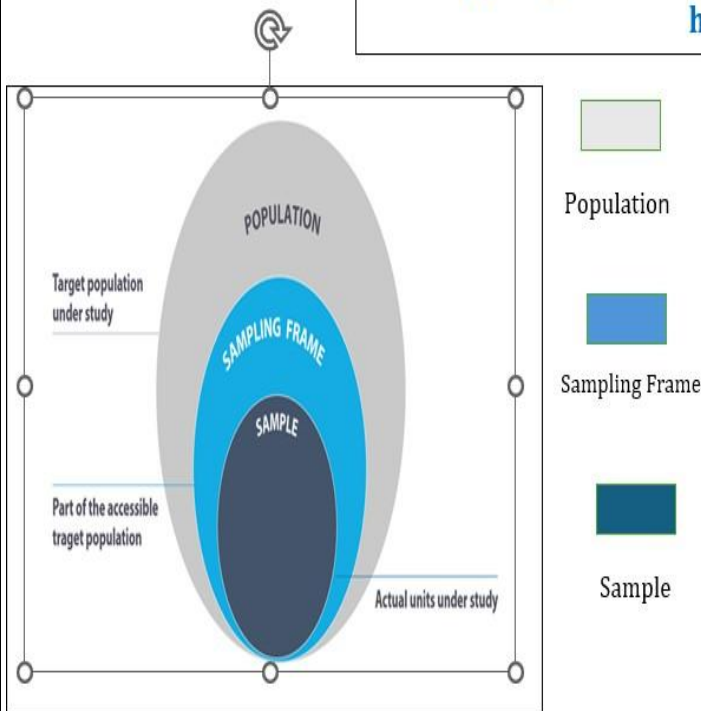 h
POPULATION
Population
Target population
under study
SAMPLING FRAME
Sampling Frame
SAMPLE
Part of the accessible
traget population
Actual units under study
Sample